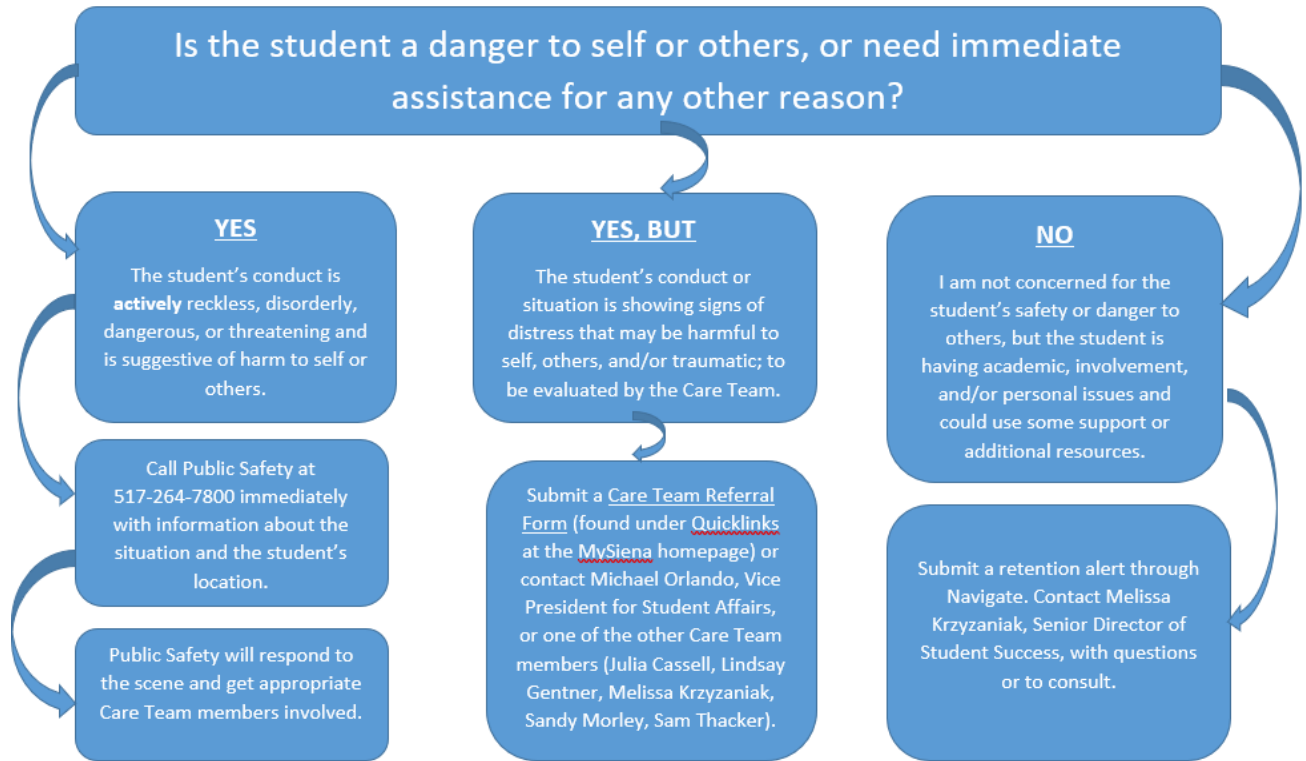 Is the student a danger to self or others, or need immediate
assistance for any other reason?
YES
The student’s conduct is
actively reckless, disorderly,
dangerous, or threatening and
is suggestive of harm to self or
others.
Call Public Safety at
517-264-7800 immediately
with information about the
situation and the student’s
location.
Public Safety will respond to
the scene and get appropriate
Care Team members involved.
YES, BUT
The student’s conduct or
situation is showing signs of
distress that may be harmful to
self, others, and/or traumatic; to
be evaluated by the Care Team.
Submit a Care Team Referral
Form (found under Quicklinks
at the MySiena homepage) or
contact Michael Orlando, Vice
President for Student Affairs,
or one of the other Care Team
members (Julia Cassell, Lindsay
Gentner, Melissa Krzyzaniak,
Sandy Morley, Sam Thacker).
NO
I am not concerned for the
student’s safety or danger to
others, but the student is
having academic, involvement,
and/or personal issues and
could use some support or
additional resources.
Submit a retention alert through
Navigate. Contact Melissa
Krzyzaniak, Senior Director of
Student Success, with questions
or to consult.